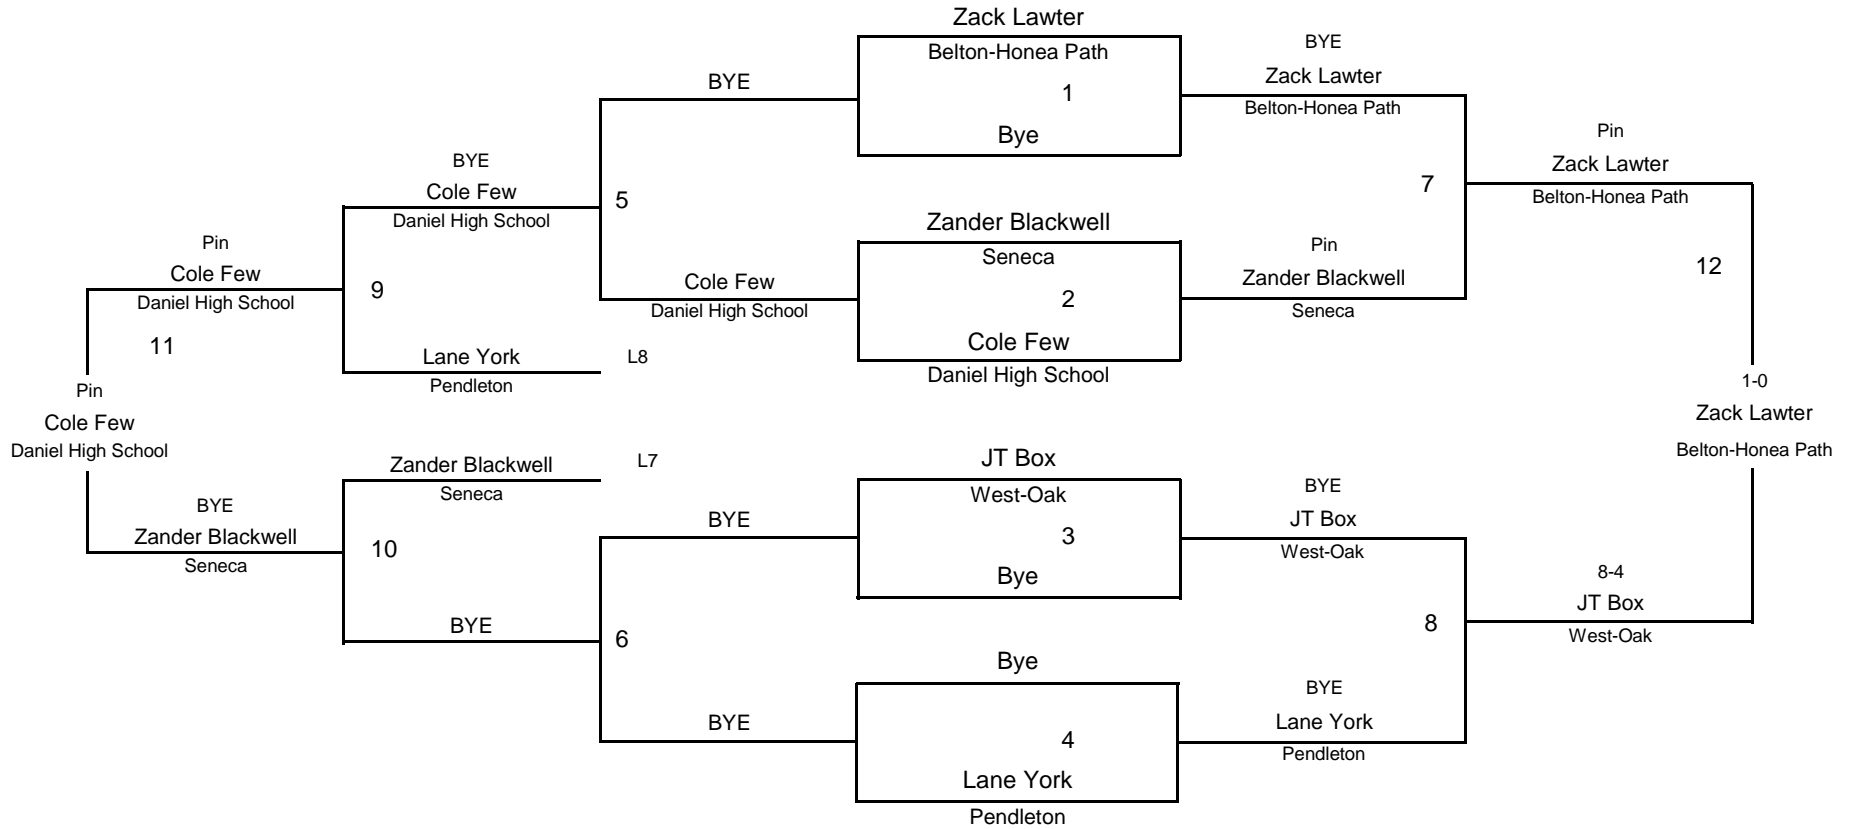 Zack Lawter
Belton-Honea Path
BYE
BYE
Zack Lawter
1
Belton-Honea Path
Bye
Pin
BYE
Zack Lawter
Cole Few
5
7
Belton-Honea Path
Daniel High School
Zander Blackwell
Pin
Seneca
Pin
Cole Few
Cole Few
Zander Blackwell
12
Daniel High School
9
Daniel High School
2
Seneca
11
Cole Few
Lane York
L8
Daniel High School
Pendleton
Pin
1-0
Cole Few
Zack Lawter
Daniel High School
Belton-Honea Path
Zander Blackwell
L7
JT Box
Seneca
West-Oak
BYE
BYE
BYE
JT Box
Zander Blackwell
10
3
West-Oak
Seneca
Bye
8-4
JT Box
BYE
6
8
West-Oak
Bye
BYE
BYE
Lane York
4
Pendleton
Lane York
Pendleton